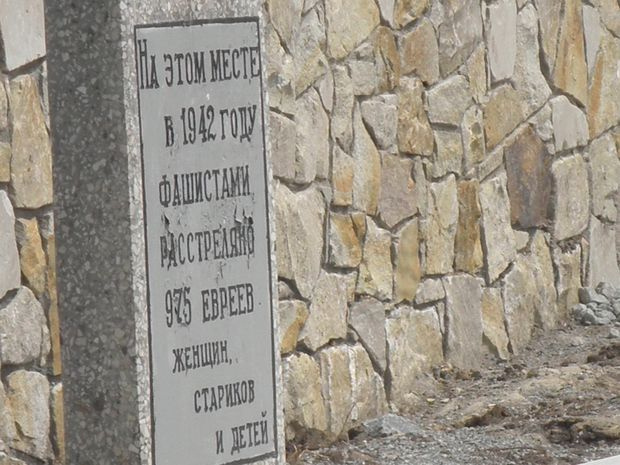 На этом месте
в 1942 году
фашистами
расстреляно
975 евреев
женщин,
стариков
и детей